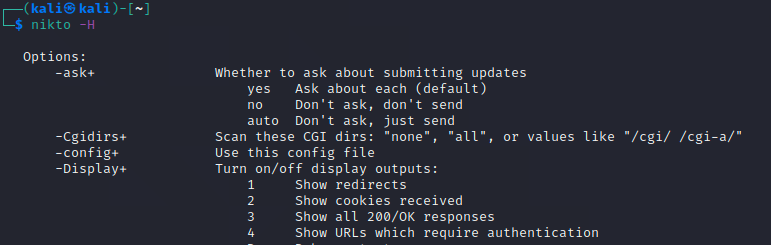 (kali㉿kali)-[~]
$ nikto -H
Options:
-ask+ Whether to ask about submitting updates
yes Ask about each (default)
no Don't ask, don't send
auto Don't ask, just send
-Cgidirs+ Scan these CGI dirs: "none", "all", or values like "/cgi/ /cgi-a/"
-config+ Use this config file
-Display+ Turn on/off display outputs:
1 Show redirects
2 Show cookies received
3 Show all 200/OK responses
4 Show URLs which require authentication